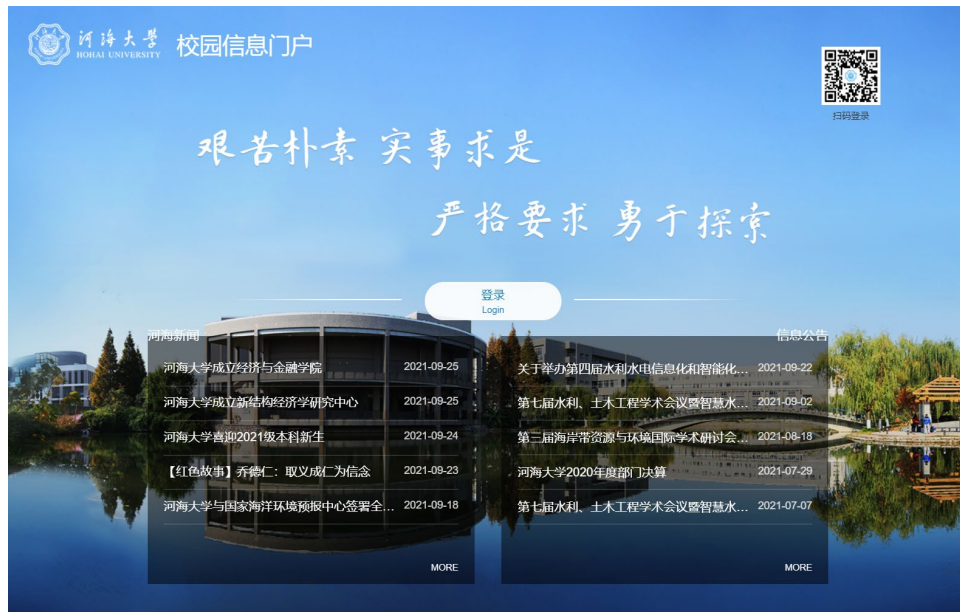 河海大学 校园信息门户
HOHAI UNIVERSITY
扫码登录
艰苦朴素 实事求是
严格要求 勇于探索
登录
Login
河海新闻
河海大学成立经济与金融学院 2021-09-25
河海大学成立新结构经济学研究中心 2021-09-25
河海大学喜迎2021级本科新生 2021-09-24
【红色故事】乔德仁：取义成仁为信念 2021-09-23
河海大学与国家海洋环境预报中心签署全... 2021-09-18
MORE
信息公告
关于举办第四届水利水电信息化和智能化... 2021-09-22
第七届水利、土木工程学术会议暨智慧水... 2021-09-02
第三届海岸带资源与环境国际学术研讨会... 2021-08-18
河海大学2020年度部门决算 2021-07-29
第七届水利、土木工程学术会议暨智慧水... 2021-07-07
MORE